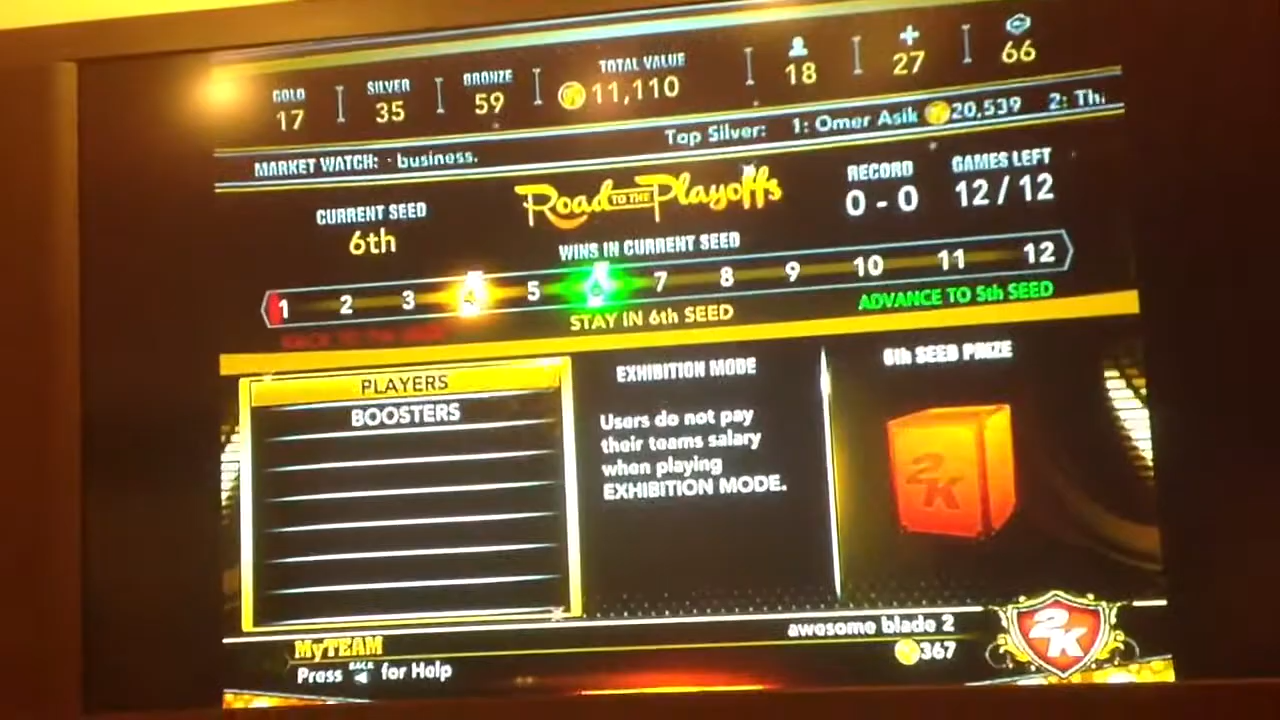 GOLD 17 SILVER 35 BRONZE 59 TOTAL VALUE 11,110 18 27 66
MARKET WATCH: · business. Top Silver: 1: Omer Asik 20,539 2: Thi
CURRENT SEED
6th
Road TO THE Playoffs
RECORD
0 - 0
GAMES LEFT
12 / 12
WINS IN CURRENT SEED
1 2 3 4 5 6 7 8 9 10 11 12
STAY IN 6th SEED
ADVANCE TO 5th SEED
PLAYERS
BOOSTERS
EXHIBITION MODE
Users do not pay
their teams salary
when playing
EXHIBITION MODE.
6th SEED PRIZE
2K
MyTEAM
Press BACK for Help
awesome blade 2
367
2K